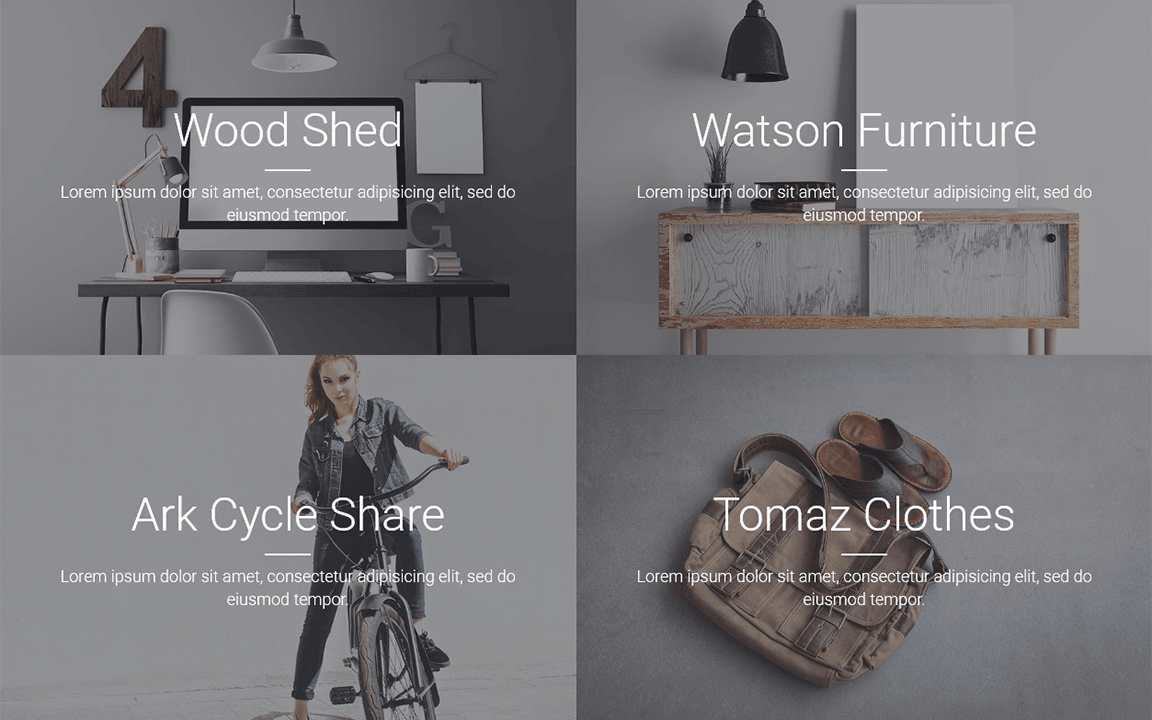 4
Wood Shed
Lorem ipsum dolor sit amet, consectetur adipisicing elit, sed do
eiusmod tempor.
G
Watson Furniture
Lorem ipsum dolor sit amet, consectetur adipisicing elit, sed do
eiusmod tempor.
Ark Cycle Share
Lorem ipsum dolor sit amet, consectetur adipisicing elit, sed do
eiusmod tempor.
Tomaz Clothes
Lorem ipsum dolor sit amet, consectetur adipisicing elit, sed do
eiusmod tempor.